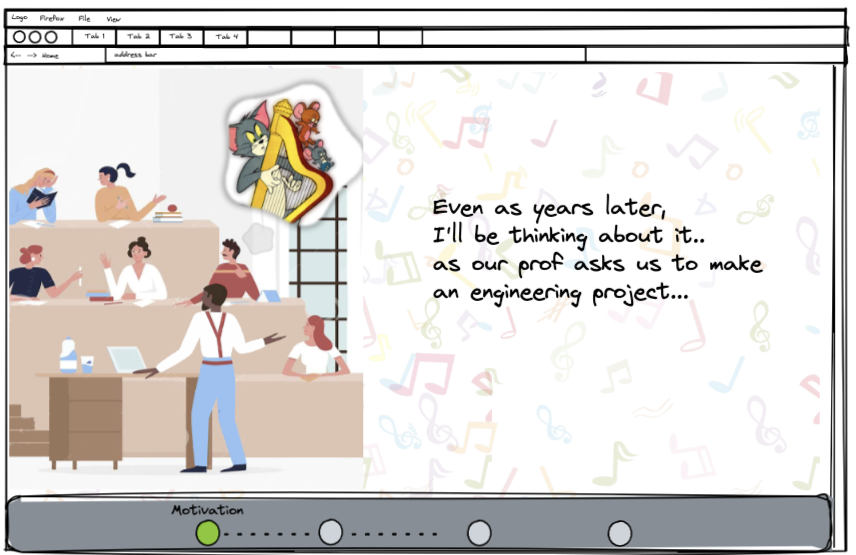 Logo Firefox File View
Tab 1 Tab 2 Tab 3 Tab 4
<-- --> Home address bar
Even as years later,
I'll be thinking about it..
as our prof asks us to make
an engineering project...
Motivation